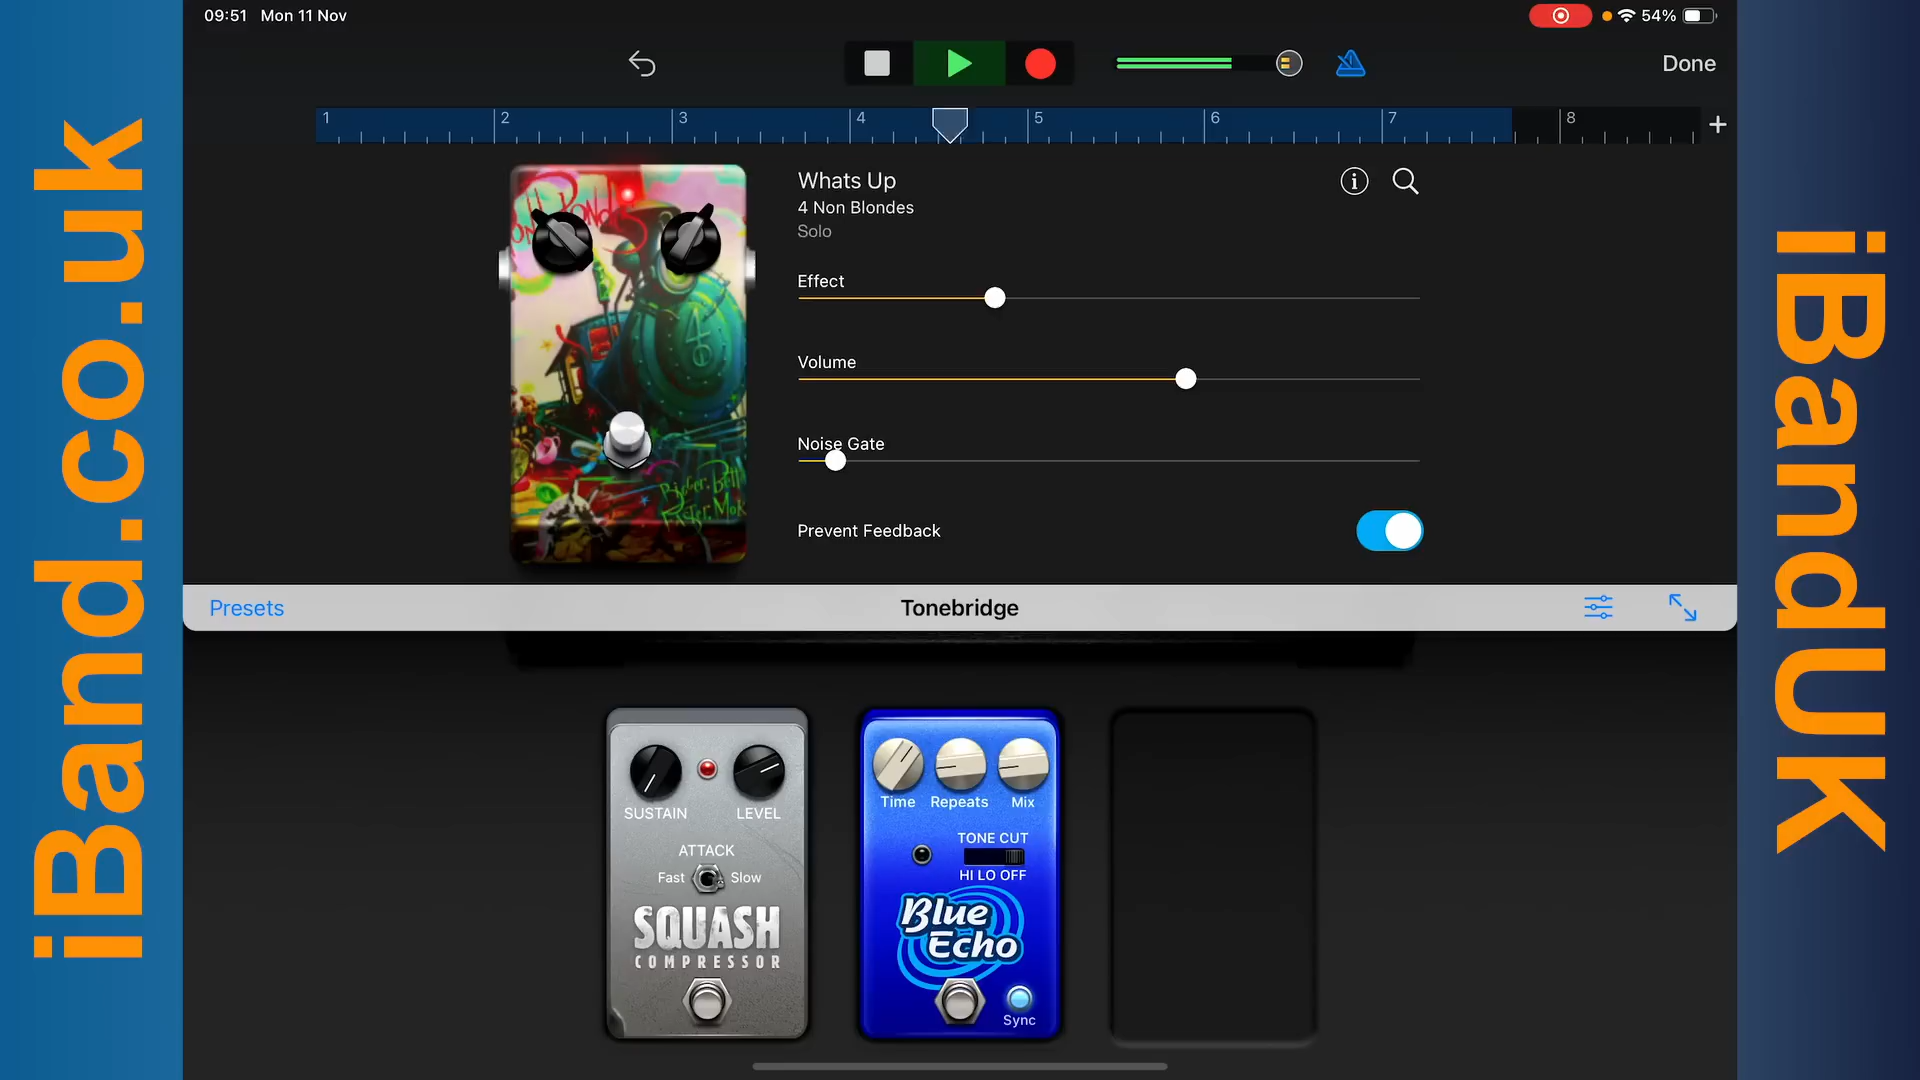 iBand.co.uk
09:51 Mon 11 Nov
54%
Done
1 2 3 4 5 6 7 8
Whats Up
4 Non Blondes
Solo
Effect
Volume
Noise Gate
Prevent Feedback
Presets
Tonebridge
SUSTAIN LEVEL
ATTACK
Fast Slow
SQUASH
COMPRESSOR
Time Repeats Mix
TONE CUT
HI LO OFF
Blue
Echo
Sync
iBandUK